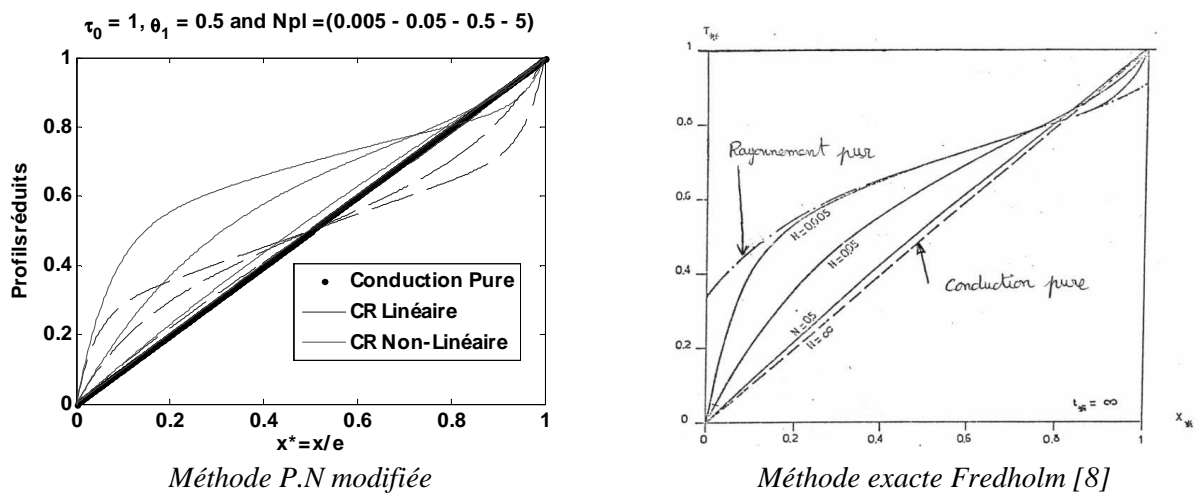 τ0 = 1, θ1 = 0.5 and Npl =(0.005 - 0.05 - 0.5 - 5)
Profilsréduits
1
0.8
0.6
0.4
0.2
0
0
0.2
0.4
0.6
0.8
1
x*=x/e
Conduction Pure
CR Linéaire
CR Non-Linéaire
Méthode P.N modifiée
T*
1
0.8
0.6
0.4
0.2
0
0
0.2
0.4
0,6
0,8
1
X*
Rayonnement pur
N=0,005
N=0,05
N=0.5
N=∞
Conduction pure
t* = ∞
Méthode exacte Fredholm [8]